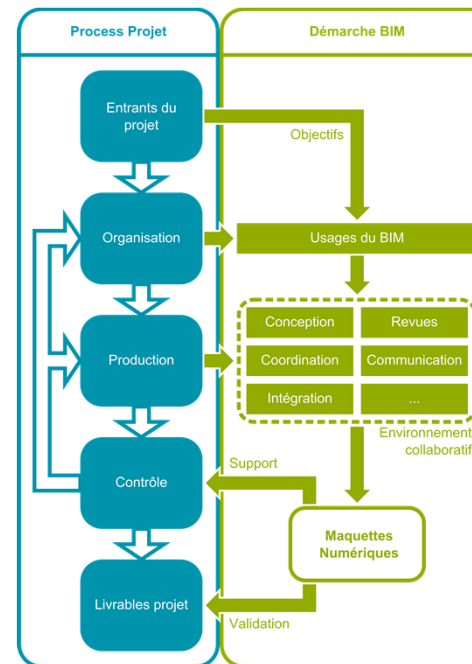 Process Projet
Démarche BIM
Entrants du
projet
Objectifs
Organisation
Usages du BIM
Production
Conception
Revues
Coordination
Communication
Intégration
...
Environnement
collaboratif
Contrôle
Support
Maquettes
Numériques
Livrables projet
Validation